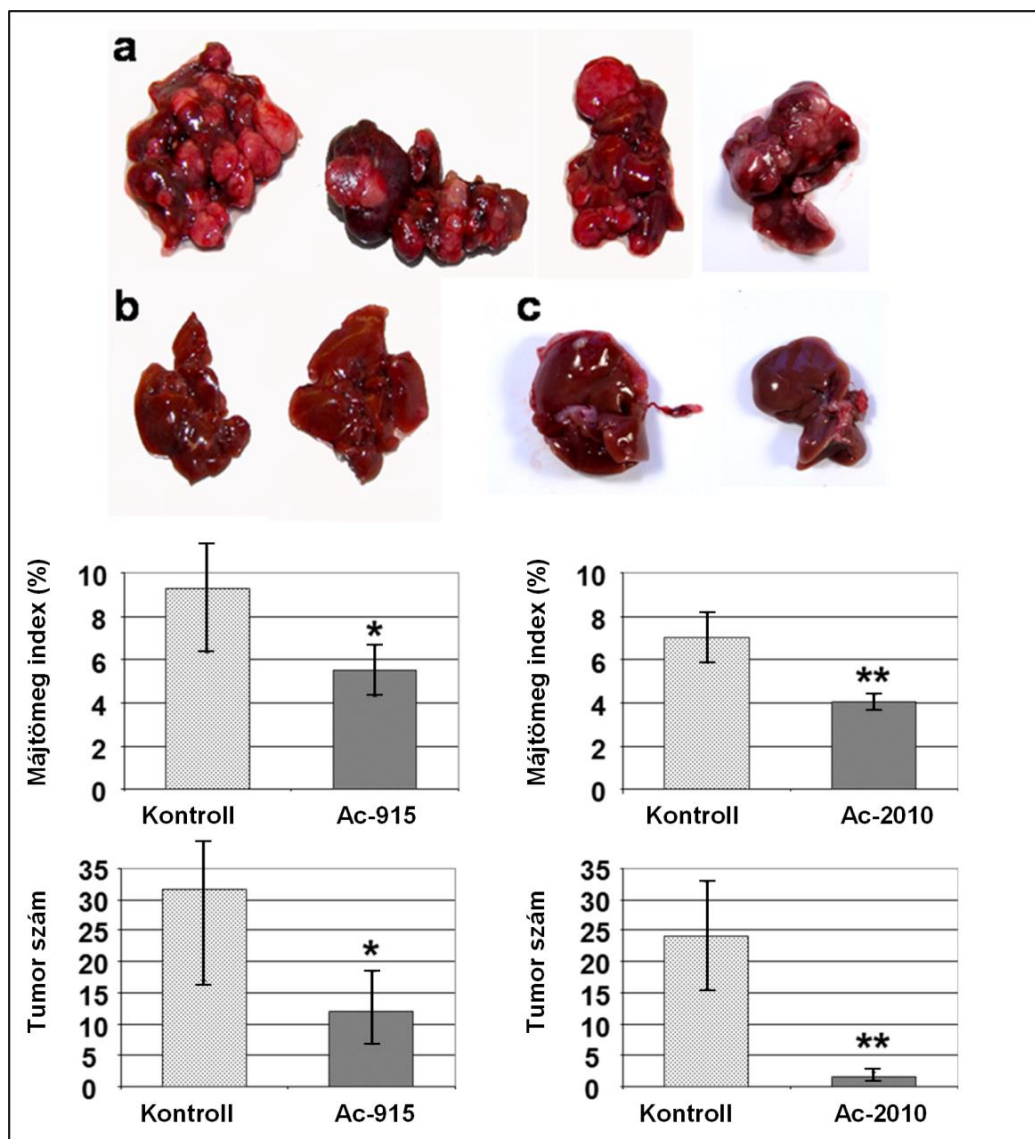 a
b
c
Májtömeg index (%)
10
8
6
4
2
0
*
Kontroll
Ac-915
Májtömeg index (%)
10
8
6
4
2
0
**
Kontroll
Ac-2010
Tumor szám
35
30
25
20
15
10
5
0
*
Kontroll
Ac-915
Tumor szám
35
30
25
20
15
10
5
0
**
Kontroll
Ac-2010